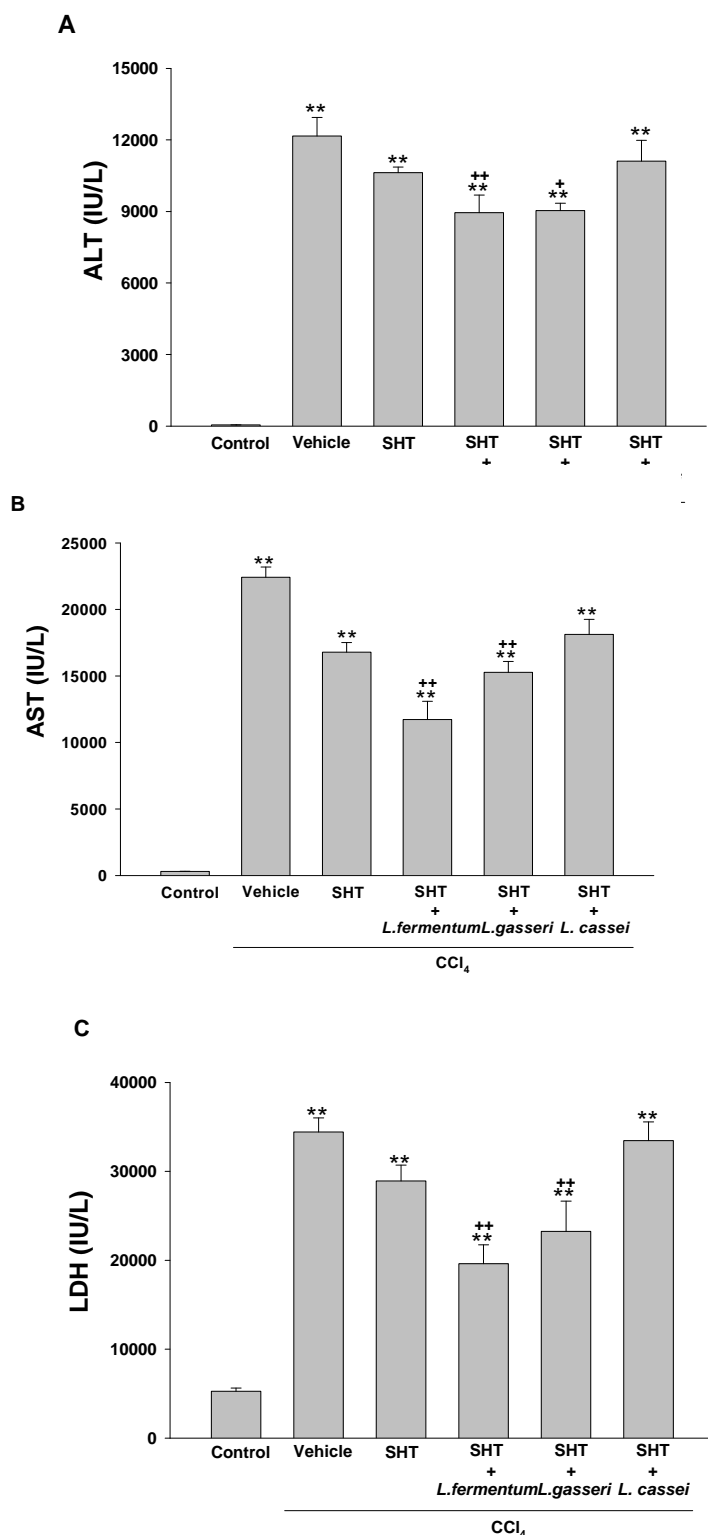 A
15000
12000
9000
6000
3000
0
ALT (IU/L)
**
**
++
**
+
**
**
Control Vehicle SHT SHT SHT SHT
+ + +
B
25000
20000
15000
10000
5000
0
AST (IU/L)
**
**
++
**
++
**
**
Control Vehicle SHT SHT SHT SHT
+ + +
L.fermentumL.gasseri L. cassei
CCl4
C
40000
30000
20000
10000
0
LDH (IU/L)
**
**
++
**
++
**
**
Control Vehicle SHT SHT SHT SHT
+ + +
L.fermentumL.gasseri L. cassei
CCl4